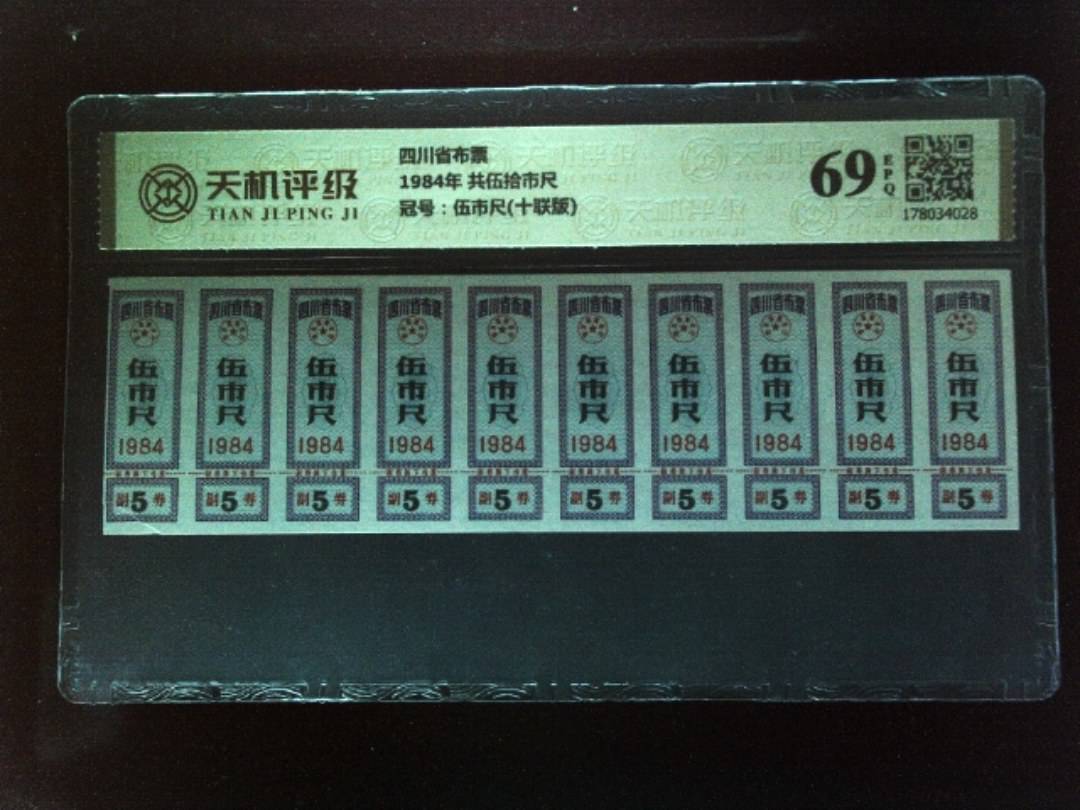 天机评级
TIAN JI PING JI
四川省布票
1984年 共伍拾市尺
冠号：伍市尺(十联版)
69
EPQ
178034028
四川省布票 四川省布票 四川省布票 四川省布票 四川省布票 四川省布票 四川省布票 四川省布票 四川省布票 四川省布票
伍市尺 伍市尺 伍市尺 伍市尺 伍市尺 伍市尺 伍市尺 伍市尺 伍市尺 伍市尺
1984 1984 1984 1984 1984 1984 1984 1984 1984 1984
副5券 副5券 副5券 副5券 副5券 副5券 副5券 副5券 副5券 副5券